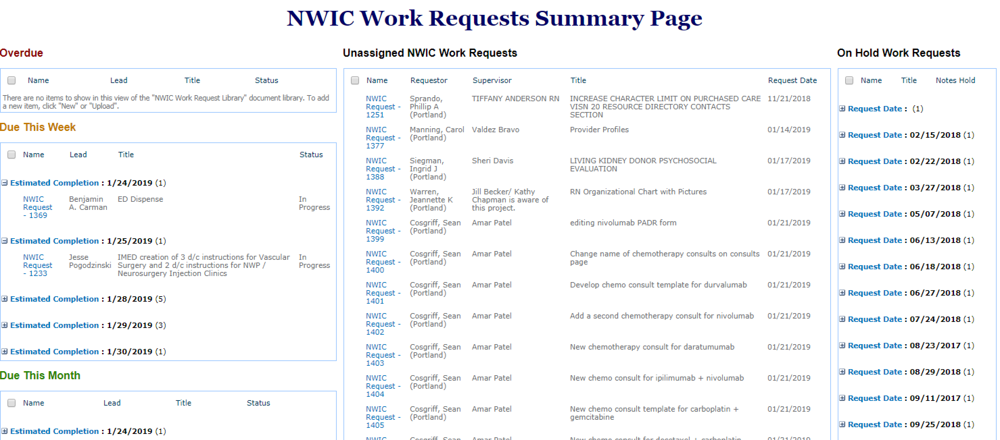 NWIC Work Requests Summary Page
Overdue
Name Lead Title Status
There are no items to show in this view of the "NWIC Work Request Library" document library. To add
a new item, click "New" or "Upload".
Due This Week
Name Lead Title Status
Estimated Completion : 1/24/2019 (1)
NWIC Benjamin ED Dispense In
Request A. Carman Progress
- 1369
Estimated Completion : 1/25/2019 (1)
NWIC Jesse IMED creation of 3 d/c instructions for Vascular In
Request Pogodzinski Surgery and 2 d/c instructions for NWP / Progress
- 1233 Neurosurgery Injection Clinics
Estimated Completion : 1/28/2019 (5)
Estimated Completion : 1/29/2019 (3)
Estimated Completion : 1/30/2019 (1)
Due This Month
Name Lead Title Status
Estimated Completion : 1/24/2019 (1)
Unassigned NWIC Work Requests
Name Requestor Supervisor Title Request Date
NWIC Sprando, TIFFANY ANDERSON RN INCREASE CHARACTER LIMIT ON PURCHASED CARE 11/21/2018
Request - Phillip A VISN 20 RESOURCE DIRECTORY CONTACTS
1251 (Portland) SECTION
NWIC Manning, Carol Valdez Bravo Provider Profiles 01/14/2019
Request - (Portland)
1377
NWIC Siegman, Sheri Davis LIVING KIDNEY DONOR PSYCHOSOCIAL 01/17/2019
Request - Ingrid J EVALUATION
1388 (Portland)
NWIC Warren, Jill Becker/ Kathy RN Organizational Chart with Pictures 01/17/2019
Request - Jeannette K Chapman is aware of
1392 (Portland) this project.
NWIC Cosgriff, Sean Amar Patel editing nivolumab PADR form 01/21/2019
Request - (Portland)
1399
NWIC Cosgriff, Sean Amar Patel Change name of chemotherapy consults on consults 01/21/2019
Request - (Portland) page
1400
NWIC Cosgriff, Sean Amar Patel Develop chemo consult template for durvalumab 01/21/2019
Request - (Portland)
1401
NWIC Cosgriff, Sean Amar Patel Add a second chemotherapy consult for nivolumab 01/21/2019
Request - (Portland)
1402
NWIC Cosgriff, Sean Amar Patel New chemotherapy consult for daratumumab 01/21/2019
Request - (Portland)
1403
NWIC Cosgriff, Sean Amar Patel New chemo consult for ipilimumab + nivolumab 01/21/2019
Request - (Portland)
1404
NWIC Cosgriff, Sean Amar Patel New chemo consult template for carboplatin + 01/21/2019
Request - (Portland) gemcitabine
1405
NWIC Cosgriff, Sean Amar Patel New chemo consult for docetaxel + carboplatin 01/21/2019
On Hold Work Requests
Name Title Notes Hold
Request Date : (1)
Request Date : 02/15/2018 (1)
Request Date : 02/22/2018 (1)
Request Date : 03/27/2018 (1)
Request Date : 05/07/2018 (1)
Request Date : 06/13/2018 (1)
Request Date : 06/18/2018 (1)
Request Date : 06/27/2018 (1)
Request Date : 07/24/2018 (1)
Request Date : 08/23/2017 (1)
Request Date : 08/29/2018 (1)
Request Date : 09/11/2017 (1)
Request Date : 09/25/2018 (1)